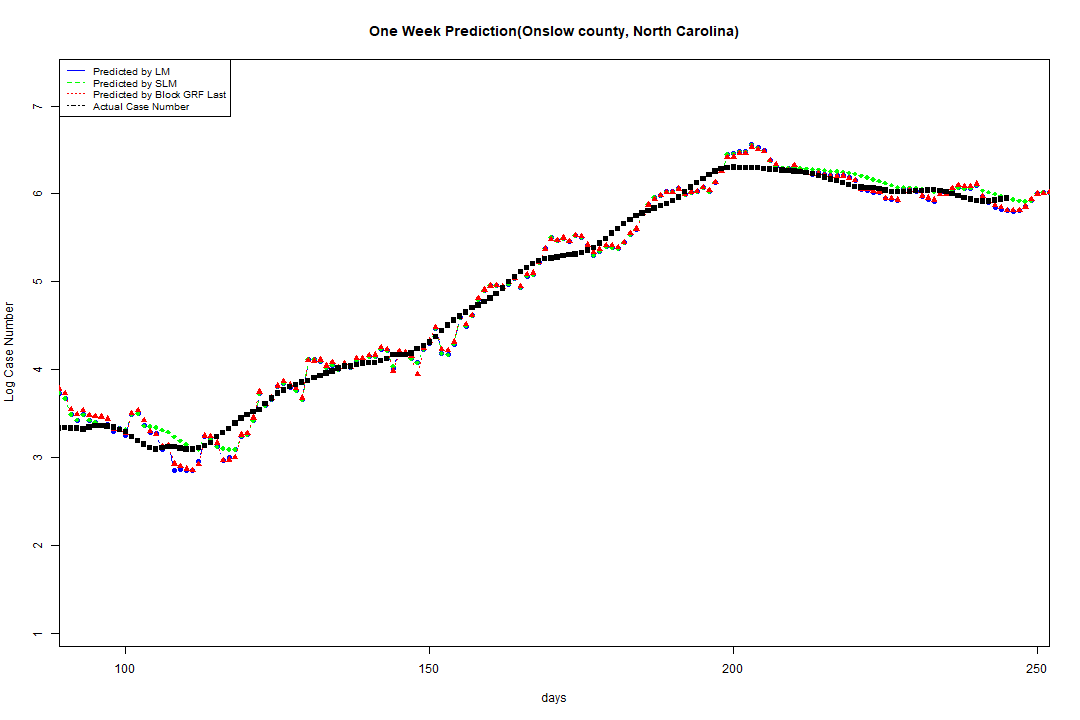 One Week Prediction(Onslow county, North Carolina)
Predicted by LM
Predicted by SLM
Predicted by Block GRF Last
Actual Case Number
7
6
5
4
3
2
1
Log Case Number
100 150 200 250
days